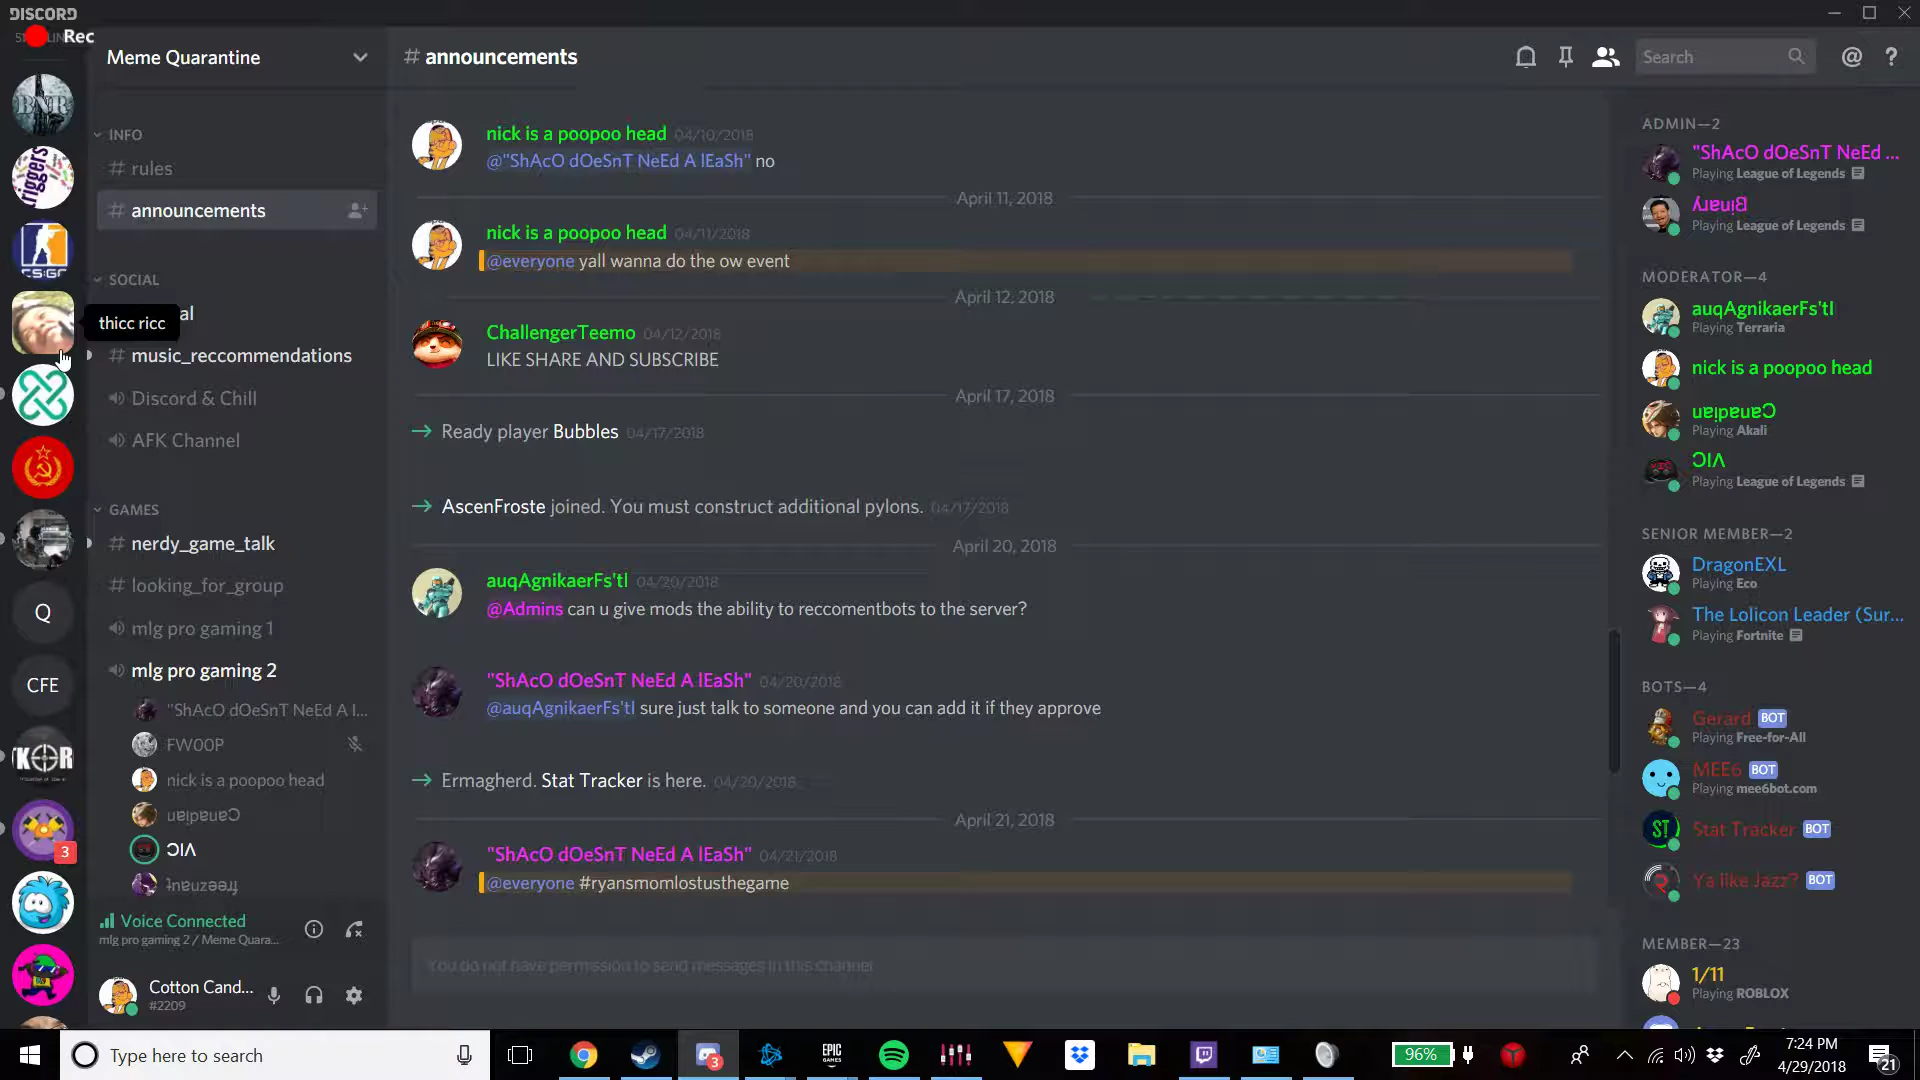 DISCORD
Rec
Meme Quarantine
# announcements
Search
INFO
# rules
# announcements
SOCIAL
al
thicc ricc
# music_reccommendations
Discord & Chill
AFK Channel
GAMES
# nerdy_game_talk
# looking_for_group
mlg pro gaming 1
mlg pro gaming 2
"ShAcO dOeSnT NeEd A l...
FW00P
nick is a poopoo head
uɐıpɐuɐƆ
ƆIΛ
Voice Connected
mlg pro gaming 2 / Meme Quara...
Cotton Cand...
#2209
BNR
triggers
CS:GO
Q
CFE
KOR
3
nick is a poopoo head 04/10/2018
@"ShAcO dOeSnT NeEd A lEaSh" no
April 11, 2018
nick is a poopoo head 04/11/2018
@everyone yall wanna do the ow event
April 12, 2018
ChallengerTeemo 04/12/2018
LIKE SHARE AND SUBSCRIBE
April 17, 2018
Ready player Bubbles 04/17/2018
AscenFroste joined. You must construct additional pylons. 04/17/2018
April 20, 2018
auqAgnikaerFs'tI 04/20/2018
@Admins can u give mods the ability to reccomentbots to the server?
"ShAcO dOeSnT NeEd A lEaSh" 04/20/2018
@auqAgnikaerFs'tI sure just talk to someone and you can add it if they approve
Ermagherd. Stat Tracker is here. 04/20/2018
April 21, 2018
"ShAcO dOeSnT NeEd A lEaSh" 04/21/2018
@everyone #ryansmomlostusthegame
You do not have permission to send messages in this channel
ADMIN—2
"ShAcO dOeSnT NeEd ...
Playing League of Legends
Playing League of Legends
MODERATOR—4
auqAgnikaerFs'tI
Playing Terraria
nick is a poopoo head
uɐıpɐuɐƆ
Playing Akali
ƆIΛ
Playing League of Legends
SENIOR MEMBER—2
DragonEXL
Playing Eco
The Lolicon Leader (Sur...
Playing Fortnite
BOTS—4
Gerard BOT
Playing Free-for-All
MEE6 BOT
Playing mee6bot.com
ST
Stat Tracker BOT
Ya like Jazz? BOT
MEMBER—23
1/11
Playing ROBLOX
Type here to search
3
EPIC GAMES
96%
7:24 PM
4/29/2018
21